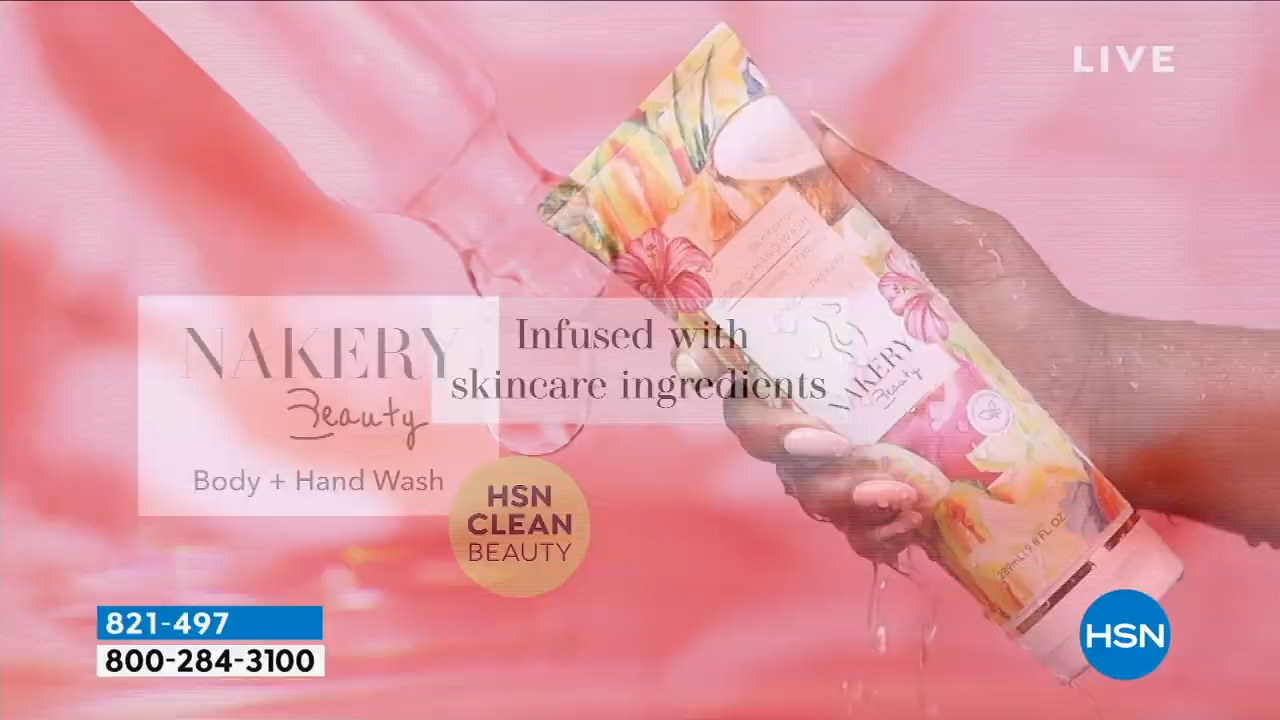 LIVE
NAKERY
Beauty
Body + Hand Wash
Infused with
skincare ingredients
NAKERY
Beauty
HSN
CLEAN
BEAUTY
821-497
800-284-3100
HSN